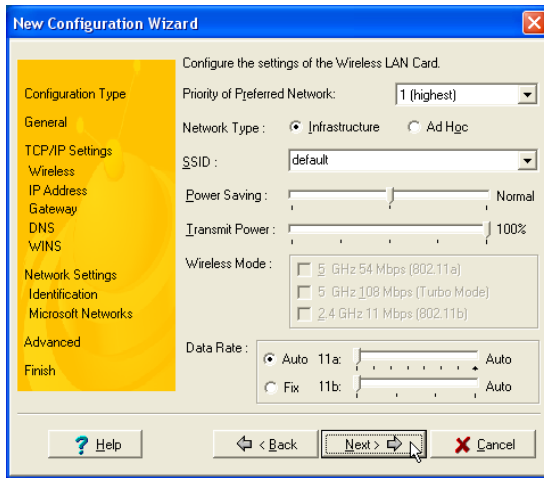 New Configuration Wizard
Configuration Type
General
TCP/IP Settings
Wireless
IP Address
Gateway
DNS
WINS
Network Settings
Identification
Microsoft Networks
Advanced
Finish
Configure the settings of the Wireless LAN Card.
Priority of Preferred Network: 1 (highest)
Network Type : Infrastructure Ad Hoc
SSID : default
Power Saving : Normal
Transmit Power : 100%
Wireless Mode : 5 GHz 54 Mbps (802.11a)
5 GHz 108 Mbps (Turbo Mode)
2.4 GHz 11 Mbps (802.11b)
Data Rate : Auto 11a: Auto
Fix 11b: Auto
? Help < Back Next > Cancel